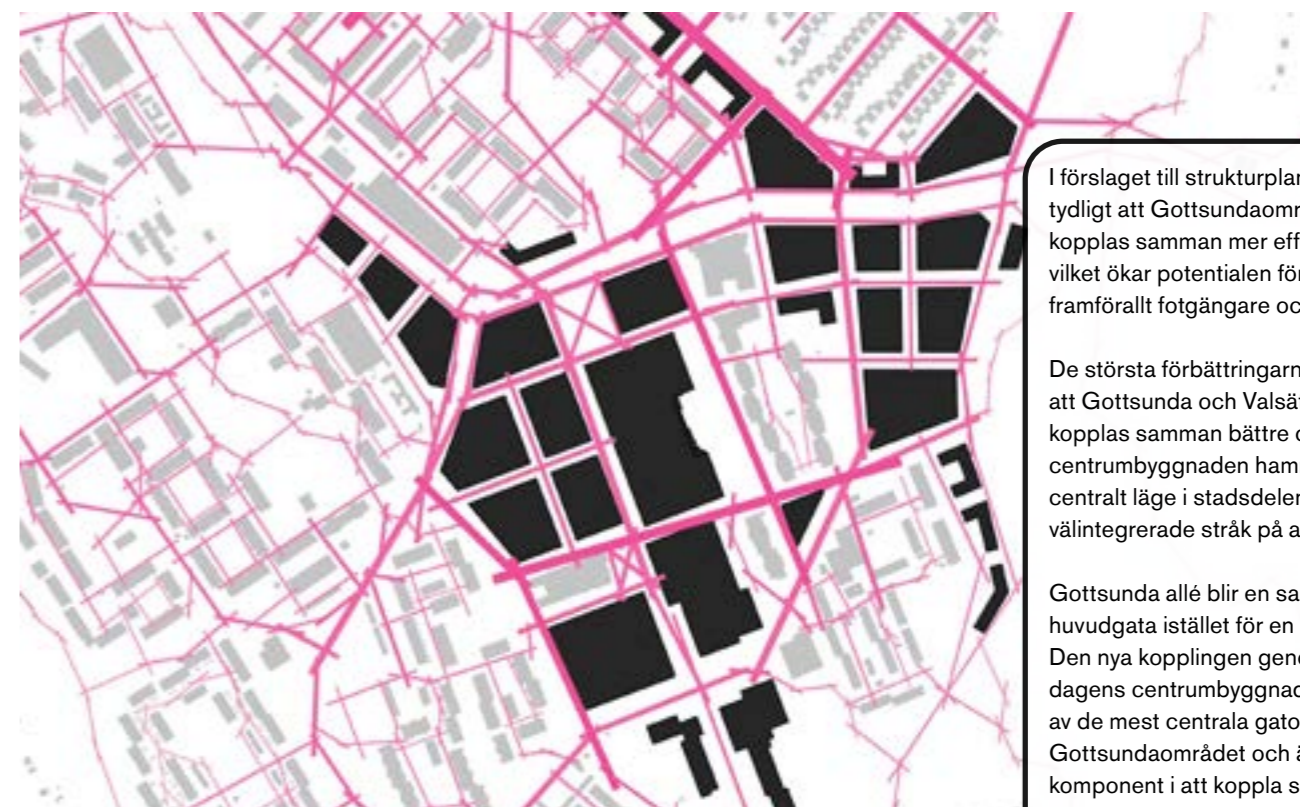 I förslaget till strukturplan
tydligt att Gottsundaområ
kopplas samman mer eff
vilket ökar potentialen för
framförallt fotgängare oc
De största förbättringarn
att Gottsunda och Valsät
kopplas samman bättre o
centrumbyggnaden ham
centralt läge i stadsdelen
välintegrerade stråk på a
Gottsunda allé blir en sa
huvudgata istället för en
Den nya kopplingen geno
dagens centrumbyggnad
av de mest centrala gato
Gottsundaområdet och ä
komponent i att koppla s